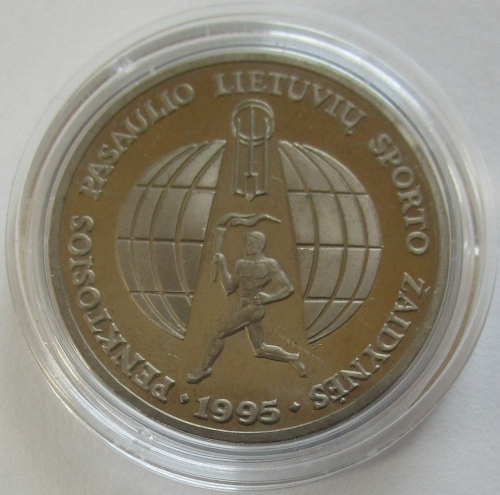 PENKTOSIOS PASAULIO LIETUVIŲ SPORTO ŽAIDYNĖS
· 1995 ·